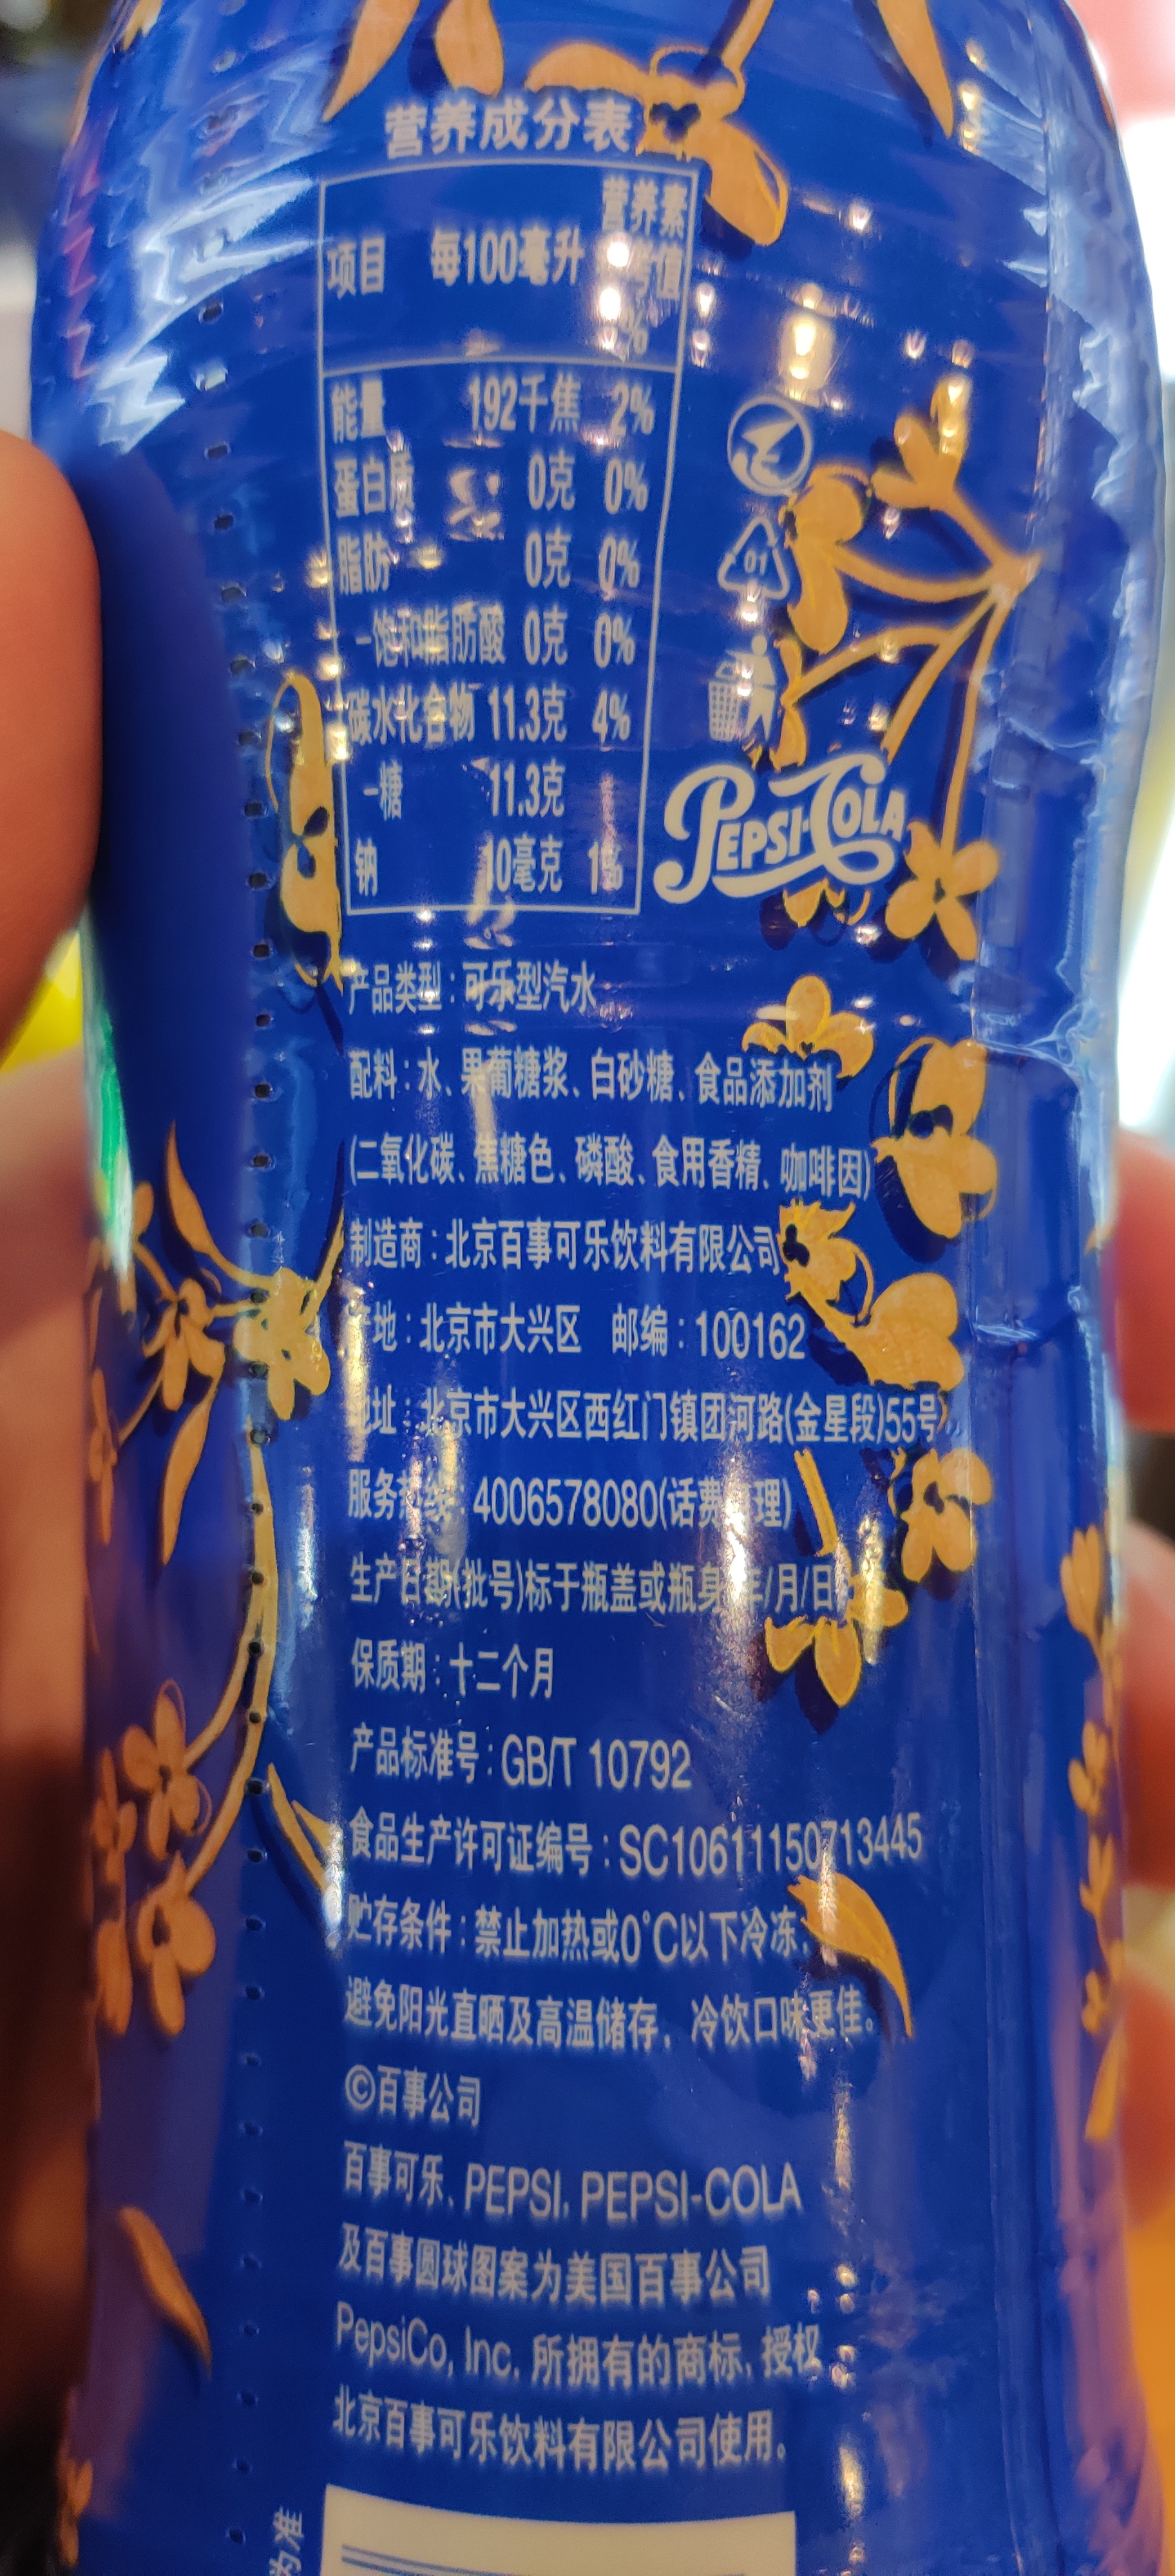 营养成分表
项目 每100毫升 营养素
%
能量 192千焦 2%
蛋白质 0克 0%
脂肪 0克 0%
-饱和脂肪酸 0克 0%
碳水化合物 11.3克 4%
-糖 11.3克
钠 10毫克 1%
01
PEPSI-COLA
产品类型：可乐型汽水
配料：水、果葡糖浆、白砂糖、食品添加剂
(二氧化碳、焦糖色、磷酸、食用香精、咖啡因)
制造商：北京百事可乐饮料有限公司
产地：北京市大兴区 邮编：100162
地址：北京市大兴区西红门镇团河路(金星段)55号
服务热线：4006578080(话费 理)
生产日期(批号)标于瓶盖或瓶身 年/月/日
保质期：十二个月
产品标准号：GB/T 10792
食品生产许可证编号：SC10611150713445
贮存条件：禁止加热或0°C以下冷冻，
避免阳光直晒及高温储存，冷饮口味更佳。
©百事公司
百事可乐, PEPSI, PEPSI-COLA
及百事圆球图案为美国百事公司
PepsiCo, Inc. 所拥有的商标, 授权
北京百事可乐饮料有限公司使用。
为准